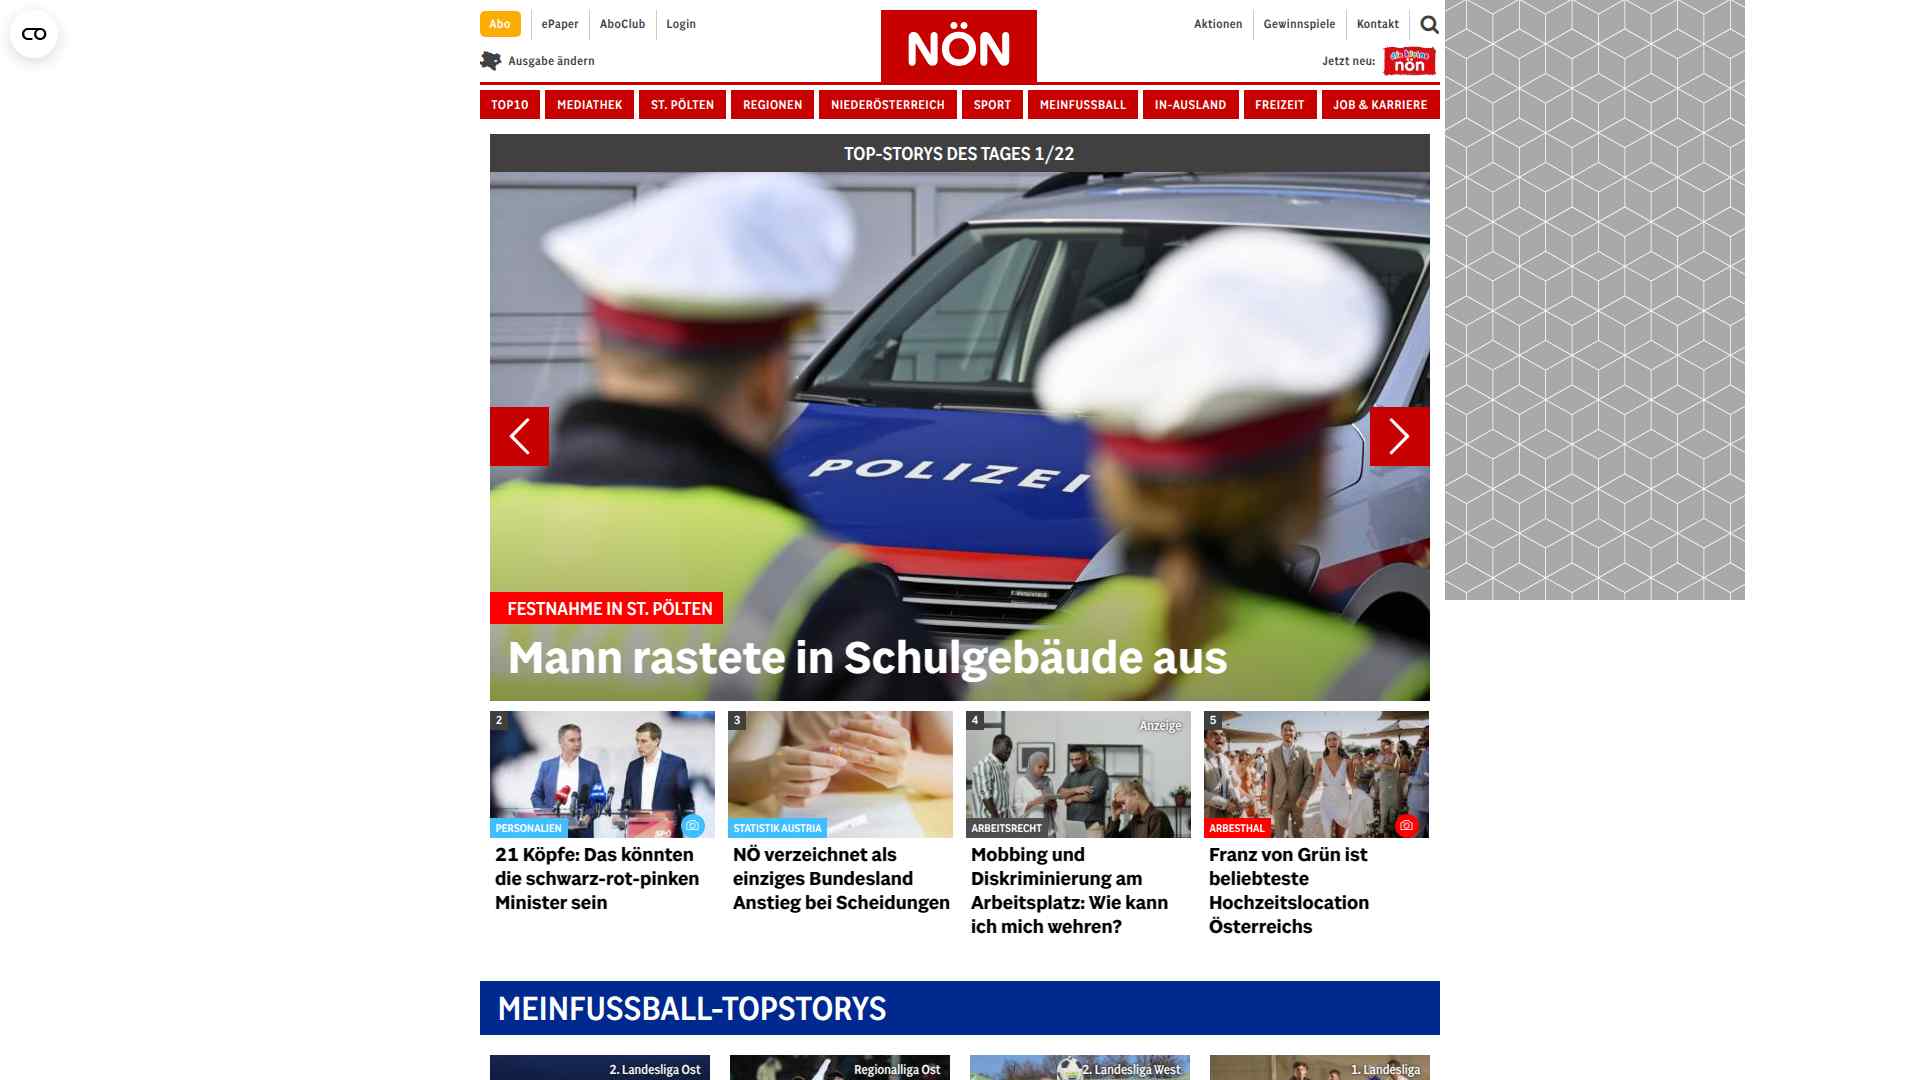 Abo
ePaper
AboClub
Login
NÖN
Aktionen
Gewinnspiele
Kontakt
Ausgabe ändern
Jetzt neu:
die kleine
nön
TOP10
MEDIATHEK
ST. PÖLTEN
REGIONEN
NIEDERÖSTERREICH
SPORT
MEINFUSSBALL
IN-AUSLAND
FREIZEIT
JOB & KARRIERE
TOP-STORYS DES TAGES 1/22
POLIZEI
FESTNAHME IN ST. PÖLTEN
Mann rastete in Schulgebäude aus
2
PERSONALIEN
21 Köpfe: Das könnten
die schwarz-rot-pinken
Minister sein
3
STATISTIK AUSTRIA
NÖ verzeichnet als
einziges Bundesland
Anstieg bei Scheidungen
4
Anzeige
ARBEITSRECHT
Mobbing und
Diskriminierung am
Arbeitsplatz: Wie kann
ich mich wehren?
5
ARBESTHAL
Franz von Grün ist
beliebteste
Hochzeitslocation
Österreichs
MEINFUSSBALL-TOPSTORYS
2. Landesliga Ost
Regionalliga Ost
2. Landesliga West
1. Landesliga